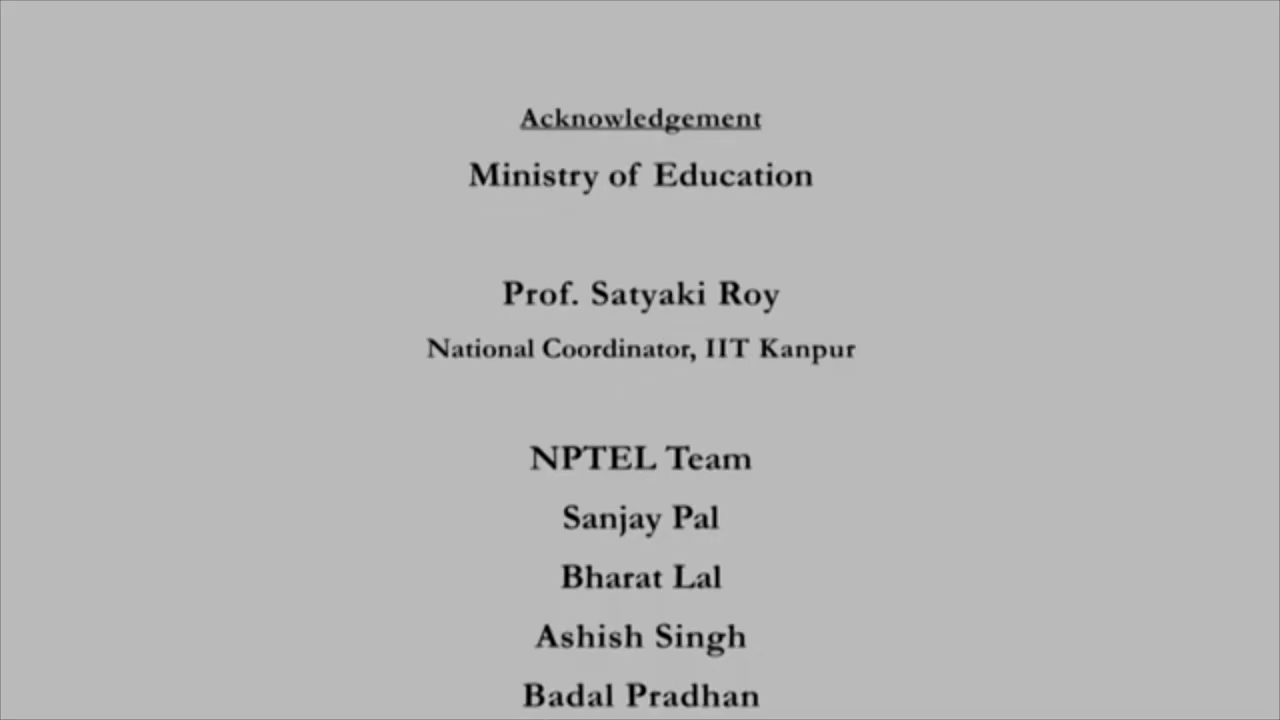 Acknowledgement
Ministry of Education
Prof. Satyaki Roy
National Coordinator, IIT Kanpur
NPTEL Team
Sanjay Pal
Bharat Lal
Ashish Singh
Badal Pradhan